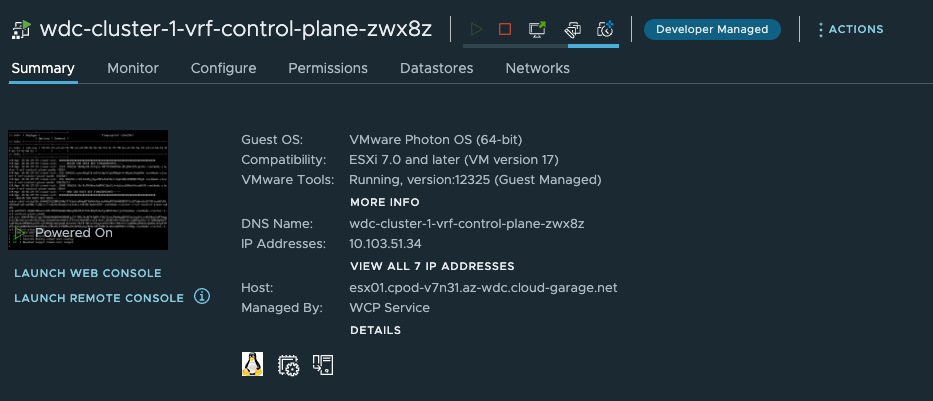 wdc-cluster-1-vrf-control-plane-zwx8z
Developer Managed
ACTIONS
Summary Monitor Configure Permissions Datastores Networks
Powered On
LAUNCH WEB CONSOLE
LAUNCH REMOTE CONSOLE
Guest OS: VMware Photon OS (64-bit)
Compatibility: ESXi 7.0 and later (VM version 17)
VMware Tools: Running, version:12325 (Guest Managed)
MORE INFO
DNS Name: wdc-cluster-1-vrf-control-plane-zwx8z
IP Addresses: 10.103.51.34
VIEW ALL 7 IP ADDRESSES
Host: esx01.cpod-v7n31.az-wdc.cloud-garage.net
Managed By: WCP Service
DETAILS